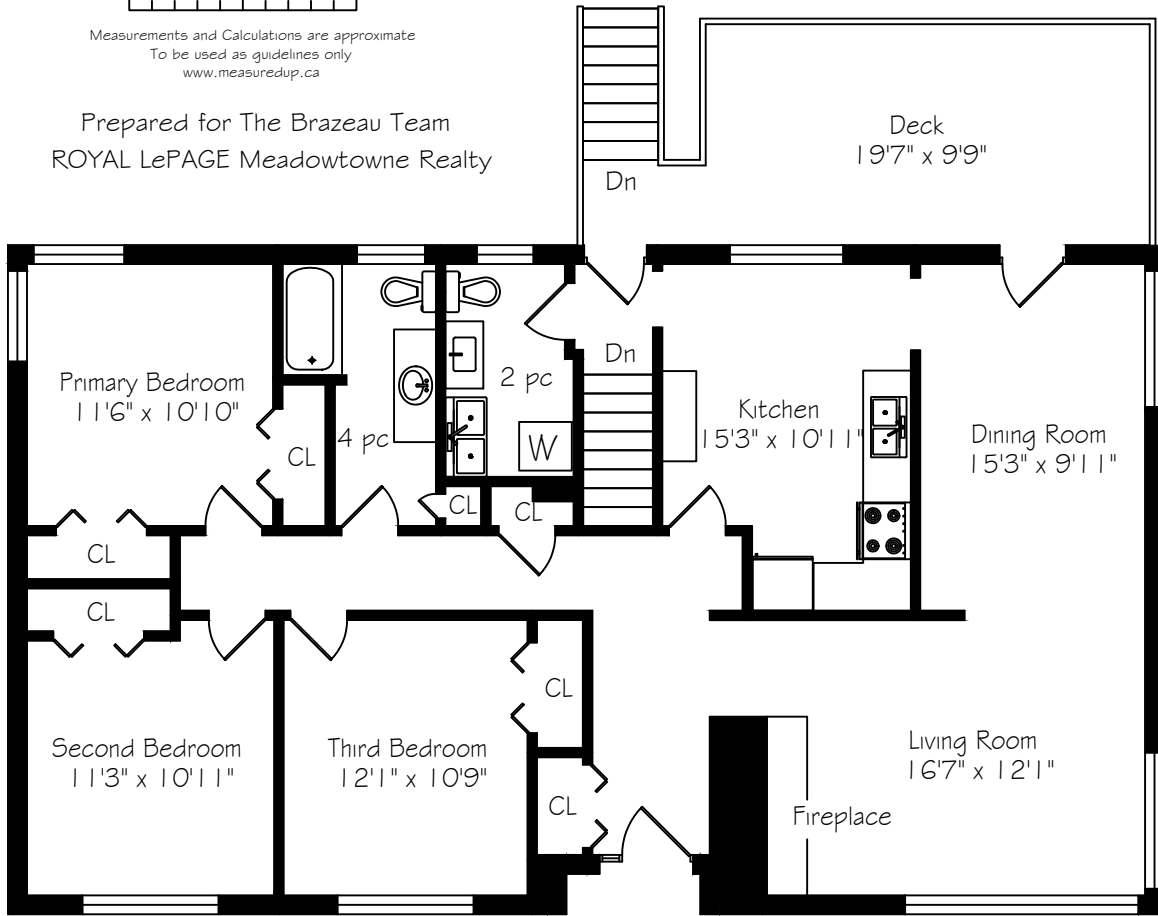 Measurements and Calculations are approximate
To be used as guidelines only
www.measuredup.ca
Prepared for The Brazeau Team
ROYAL LePAGE Meadowtowne Realty
Deck
19'7" x 9'9"
Dn
Dn
Primary Bedroom
11'6" x 10'10"
CL
4 pc
2 pc
W
Kitchen
15'3" x 10'11"
Dining Room
15'3" x 9'11"
CL
CL
CL
CL
Second Bedroom
11'3" x 10'11"
Third Bedroom
12'1" x 10'9"
CL
CL
Living Room
16'7" x 12'1"
Fireplace